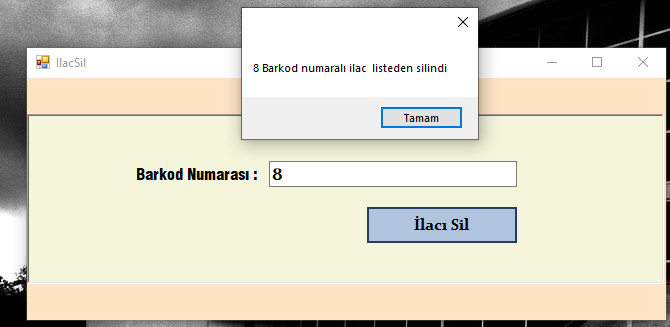 IlacSil
8 Barkod numaralı ilac  listeden silindi
Tamam
Barkod Numarası :
8
İlacı Sil